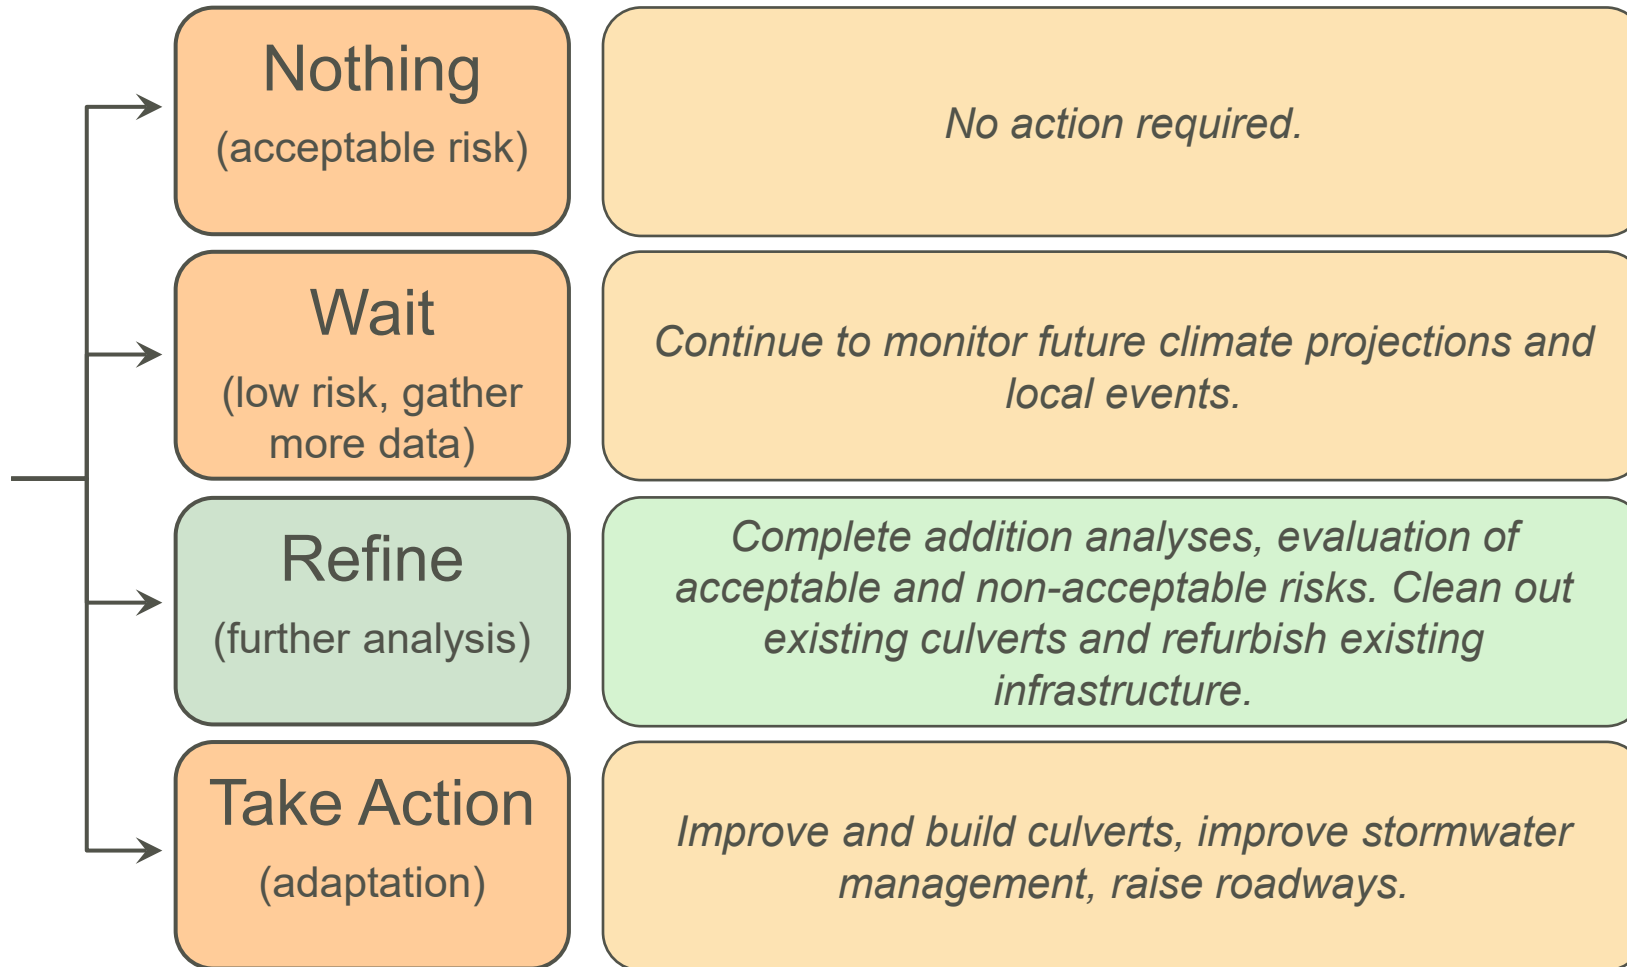 Nothing
(acceptable risk)
No action required.
Wait
(low risk, gather
more data)
Continue to monitor future climate projections and
local events.
Refine
(further analysis)
Complete addition analyses, evaluation of
acceptable and non-acceptable risks. Clean out
existing culverts and refurbish existing
infrastructure.
Take Action
(adaptation)
Improve and build culverts, improve stormwater
management, raise roadways.